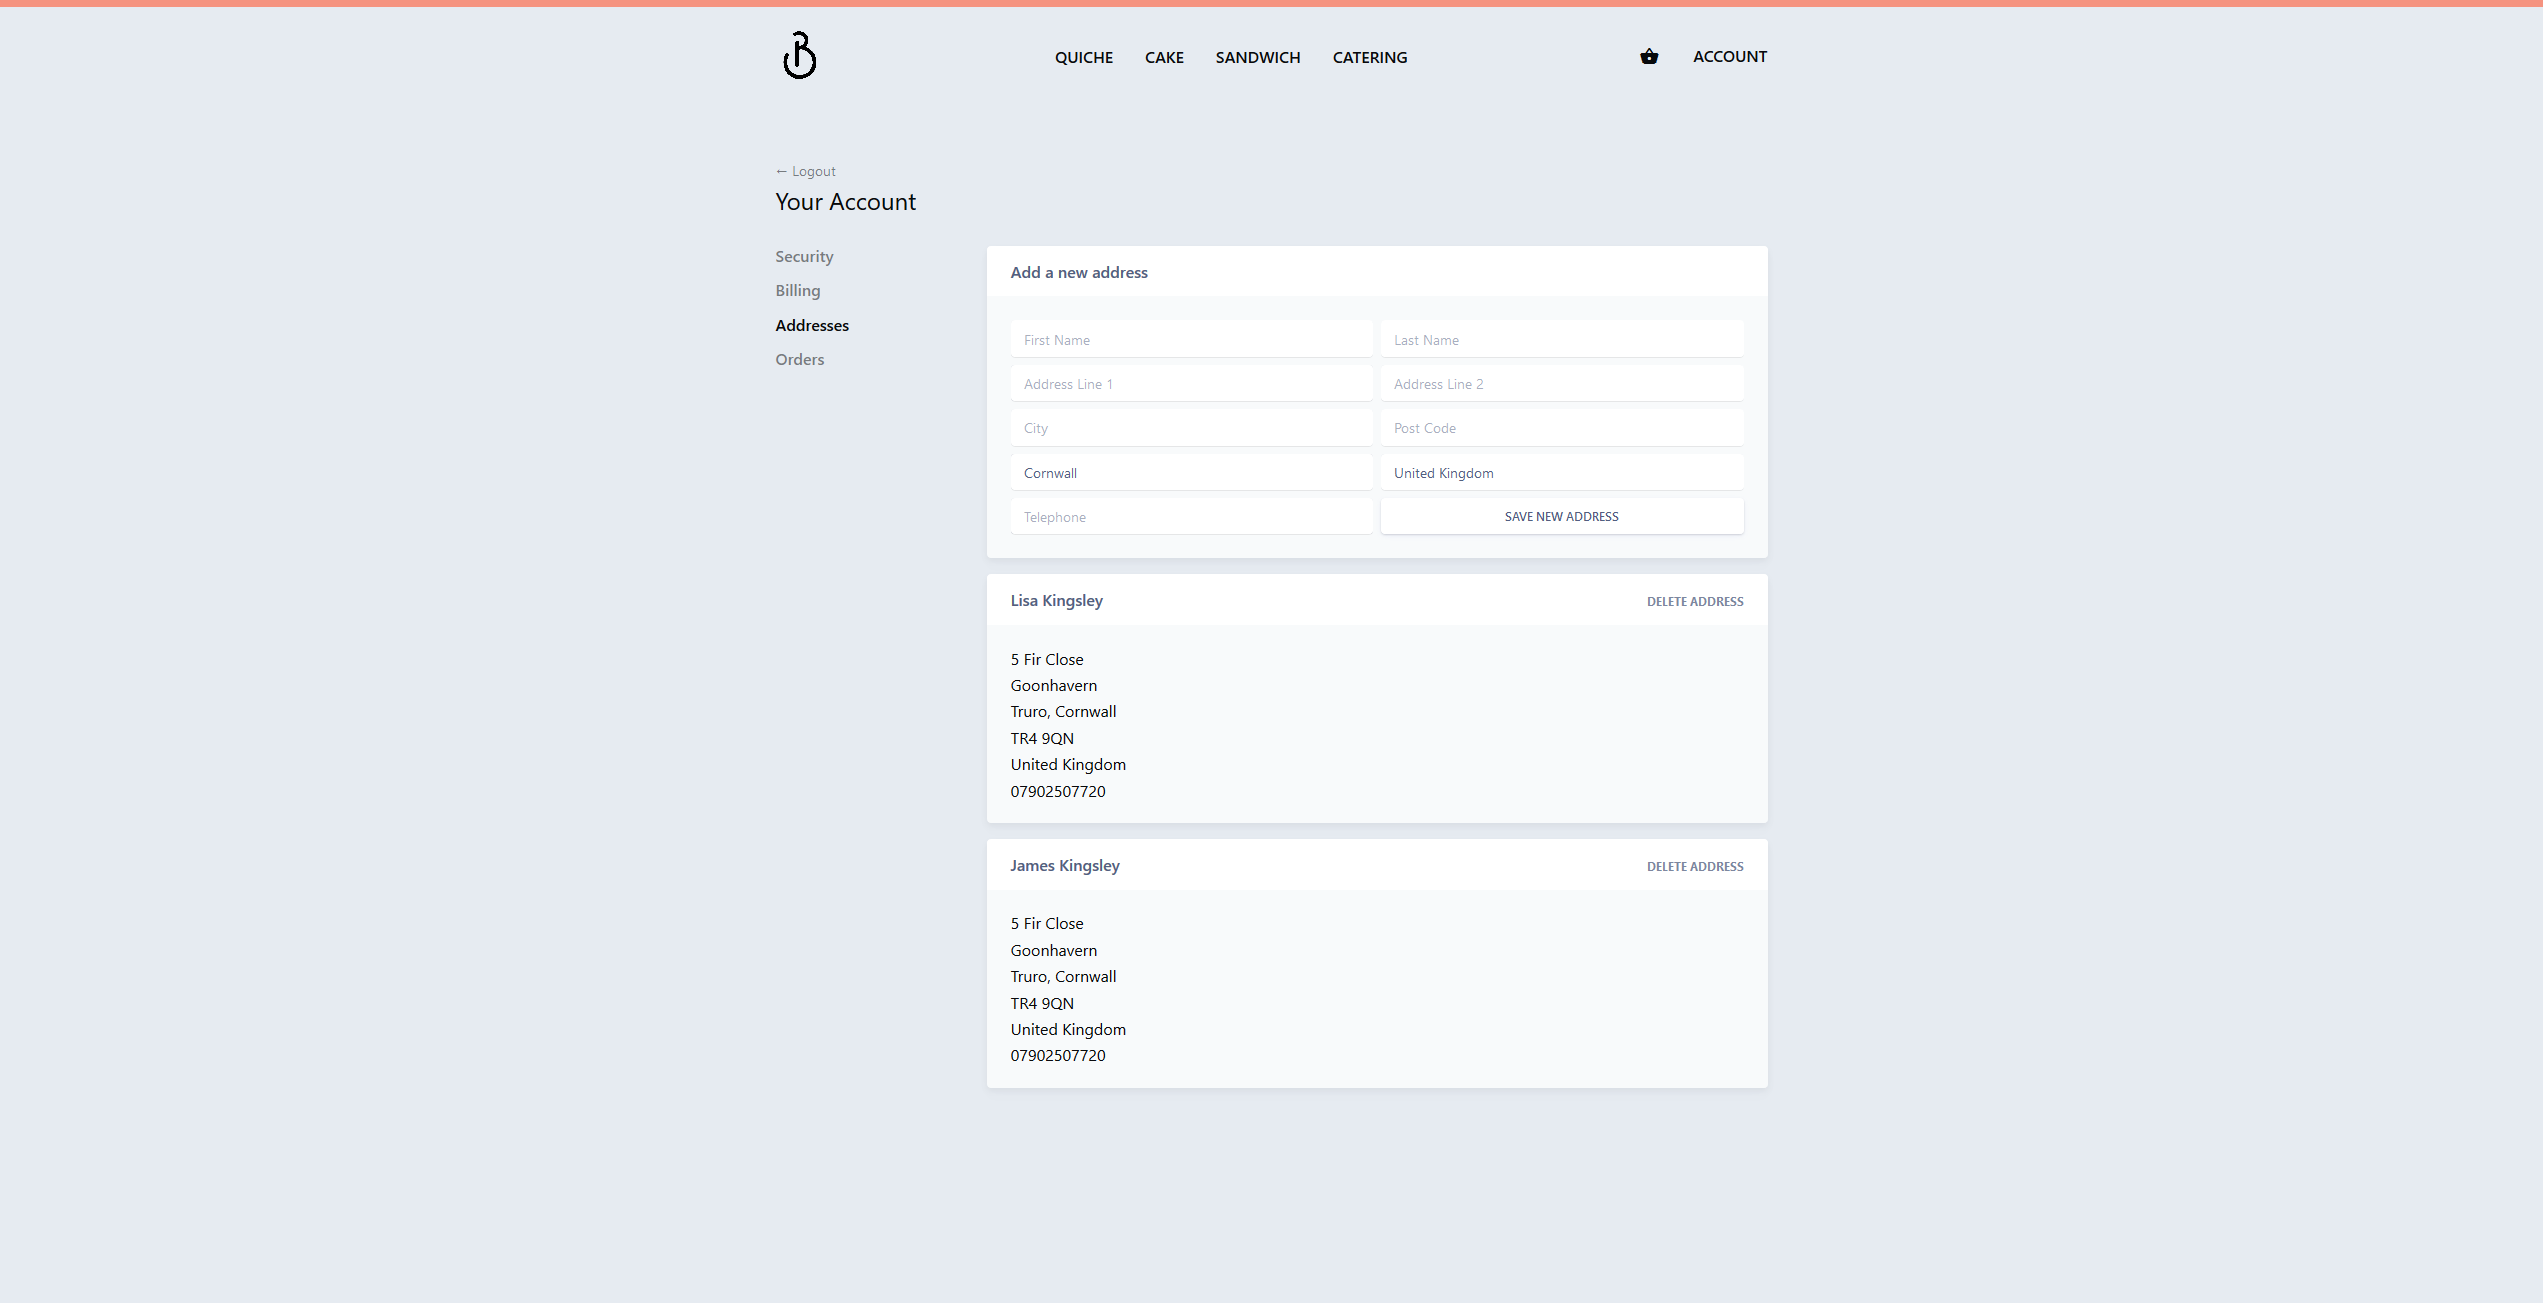 QUICHE CAKE SANDWICH CATERING ACCOUNT
← Logout
Your Account
Security
Billing
Addresses
Orders
Add a new address
First Name Last Name
Address Line 1 Address Line 2
City Post Code
Cornwall United Kingdom
Telephone SAVE NEW ADDRESS
Lisa Kingsley DELETE ADDRESS
5 Fir Close
Goonhavern
Truro, Cornwall
TR4 9QN
United Kingdom
07902507720
James Kingsley DELETE ADDRESS
5 Fir Close
Goonhavern
Truro, Cornwall
TR4 9QN
United Kingdom
07902507720